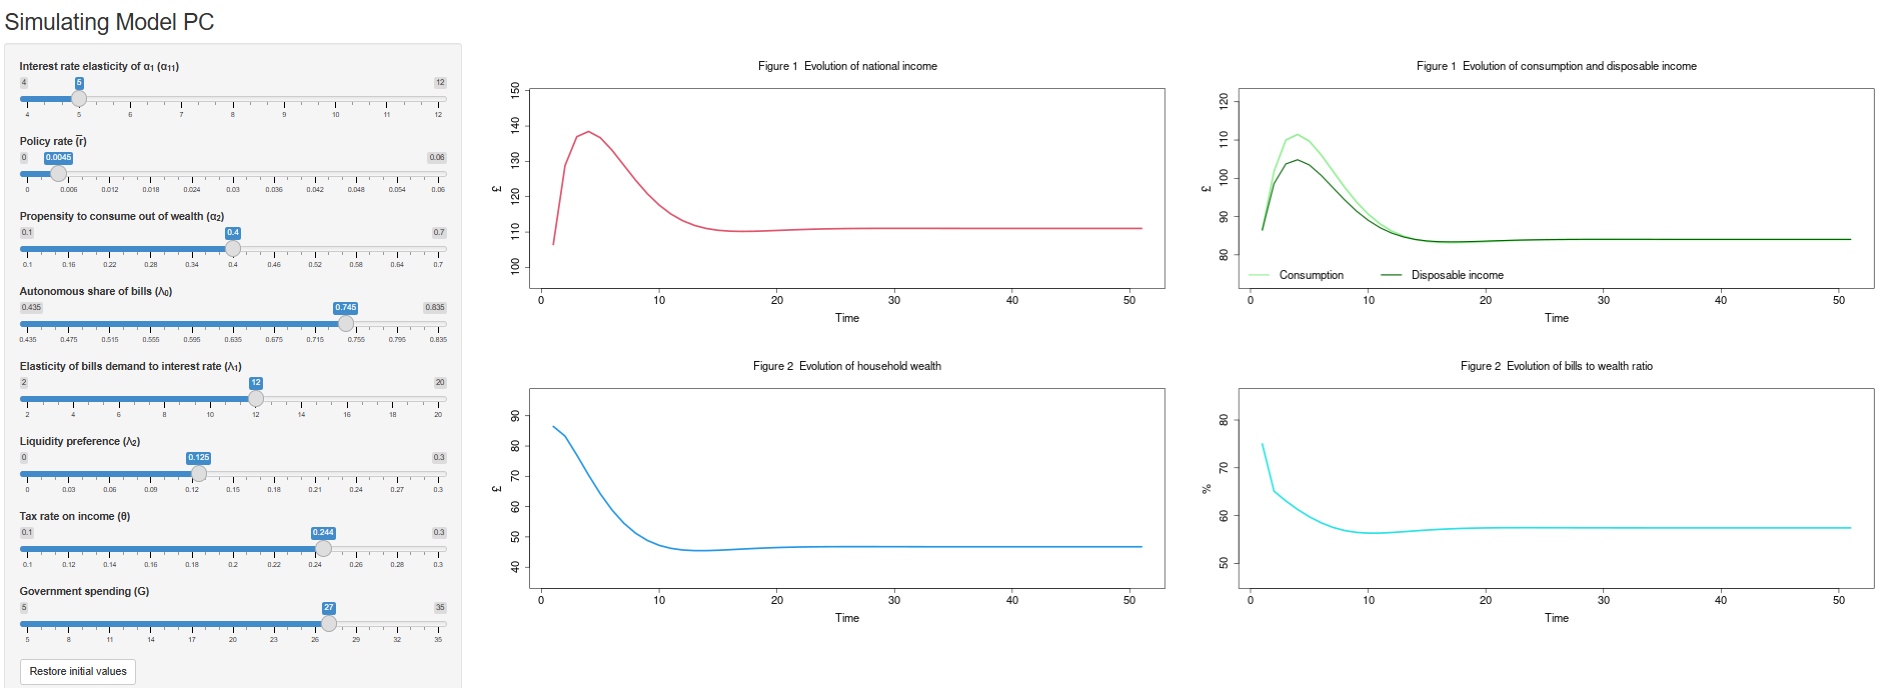 Simulating Model PC
Interest rate elasticity of α1 (α11)
4 5 12
4 5 6 7 8 9 10 11 12
Policy rate (r̅)
0 0.0045 0.06
0 0.006 0.012 0.018 0.024 0.03 0.036 0.042 0.048 0.054 0.06
Propensity to consume out of wealth (α2)
0.1 0.4 0.7
0.1 0.16 0.22 0.28 0.34 0.4 0.46 0.52 0.58 0.64 0.7
Autonomous share of bills (λ0)
0.435 0.745 0.835
0.435 0.475 0.515 0.555 0.595 0.635 0.675 0.715 0.755 0.795 0.835
Elasticity of bills demand to interest rate (λ1)
2 12 20
2 4 6 8 10 12 14 16 18 20
Liquidity preference (λ2)
0 0.125 0.3
0 0.03 0.06 0.09 0.12 0.15 0.18 0.21 0.24 0.27 0.3
Tax rate on income (θ)
0.1 0.244 0.3
0.1 0.12 0.14 0.16 0.18 0.2 0.22 0.24 0.26 0.28 0.3
Government spending (G)
5 27 35
5 8 11 14 17 20 23 26 29 32 35
Restore initial values
Figure 1 Evolution of national income
£
150
140
130
120
110
100
0 10 20 30 40 50
Time
Figure 1 Evolution of consumption and disposable income
£
120
110
100
90
80
Consumption Disposable income
0 10 20 30 40 50
Time
Figure 2 Evolution of household wealth
£
90
80
70
60
50
40
0 10 20 30 40 50
Time
Figure 2 Evolution of bills to wealth ratio
%
80
70
60
50
0 10 20 30 40 50
Time